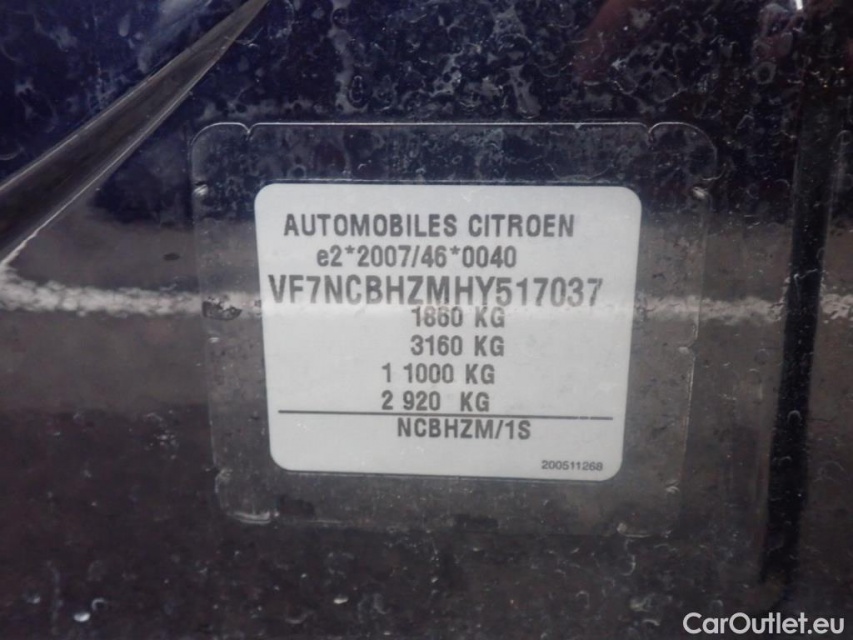 AUTOMOBILES CITROEN
e2*2007/46*0040
VF7NCBHZMHY517037
1860 KG
3160 KG
1 1000 KG
2 920 KG
NCBHZM/1S
200511268
CarOutlet.eu